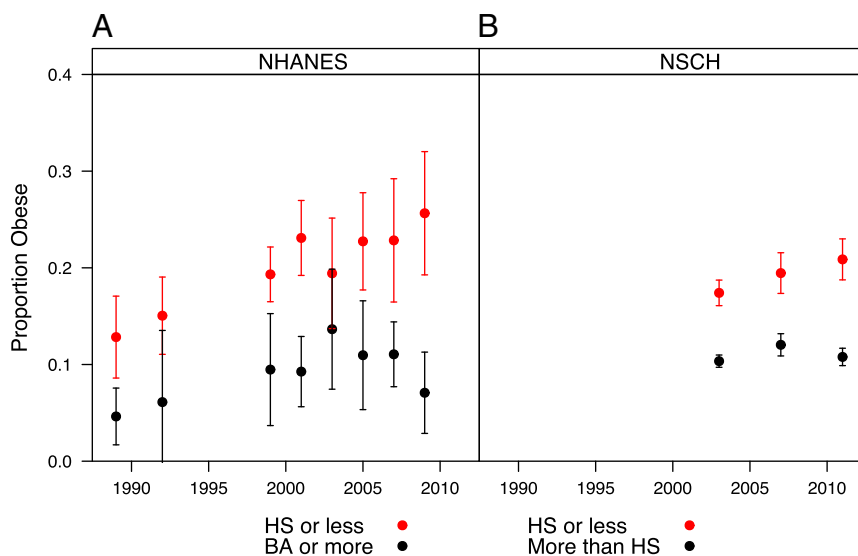 A B
NHANES NSCH
Proportion Obese
0.4
0.3
0.2
0.1
0.0
1990 1995 2000 2005 2010 1990 1995 2000 2005 2010
HS or less HS or less
BA or more More than HS